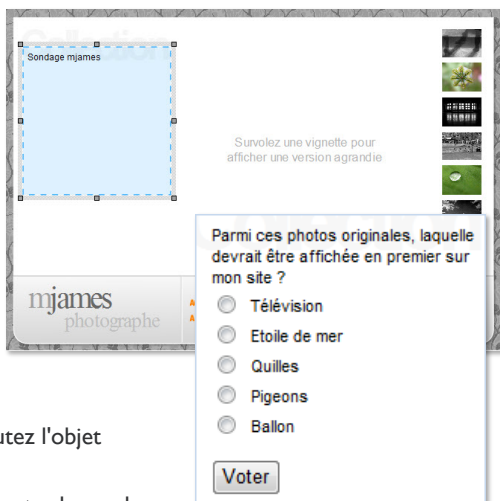 Collection
Sondage mjames
Survolez une vignette pour
afficher une version agrandie
mjames
photographe
Parmi ces photos originales, laquelle
devrait être affichée en premier sur
mon site ?
Télévision
Etoile de mer
Quilles
Pigeons
Ballon
Voter
utez l'objet